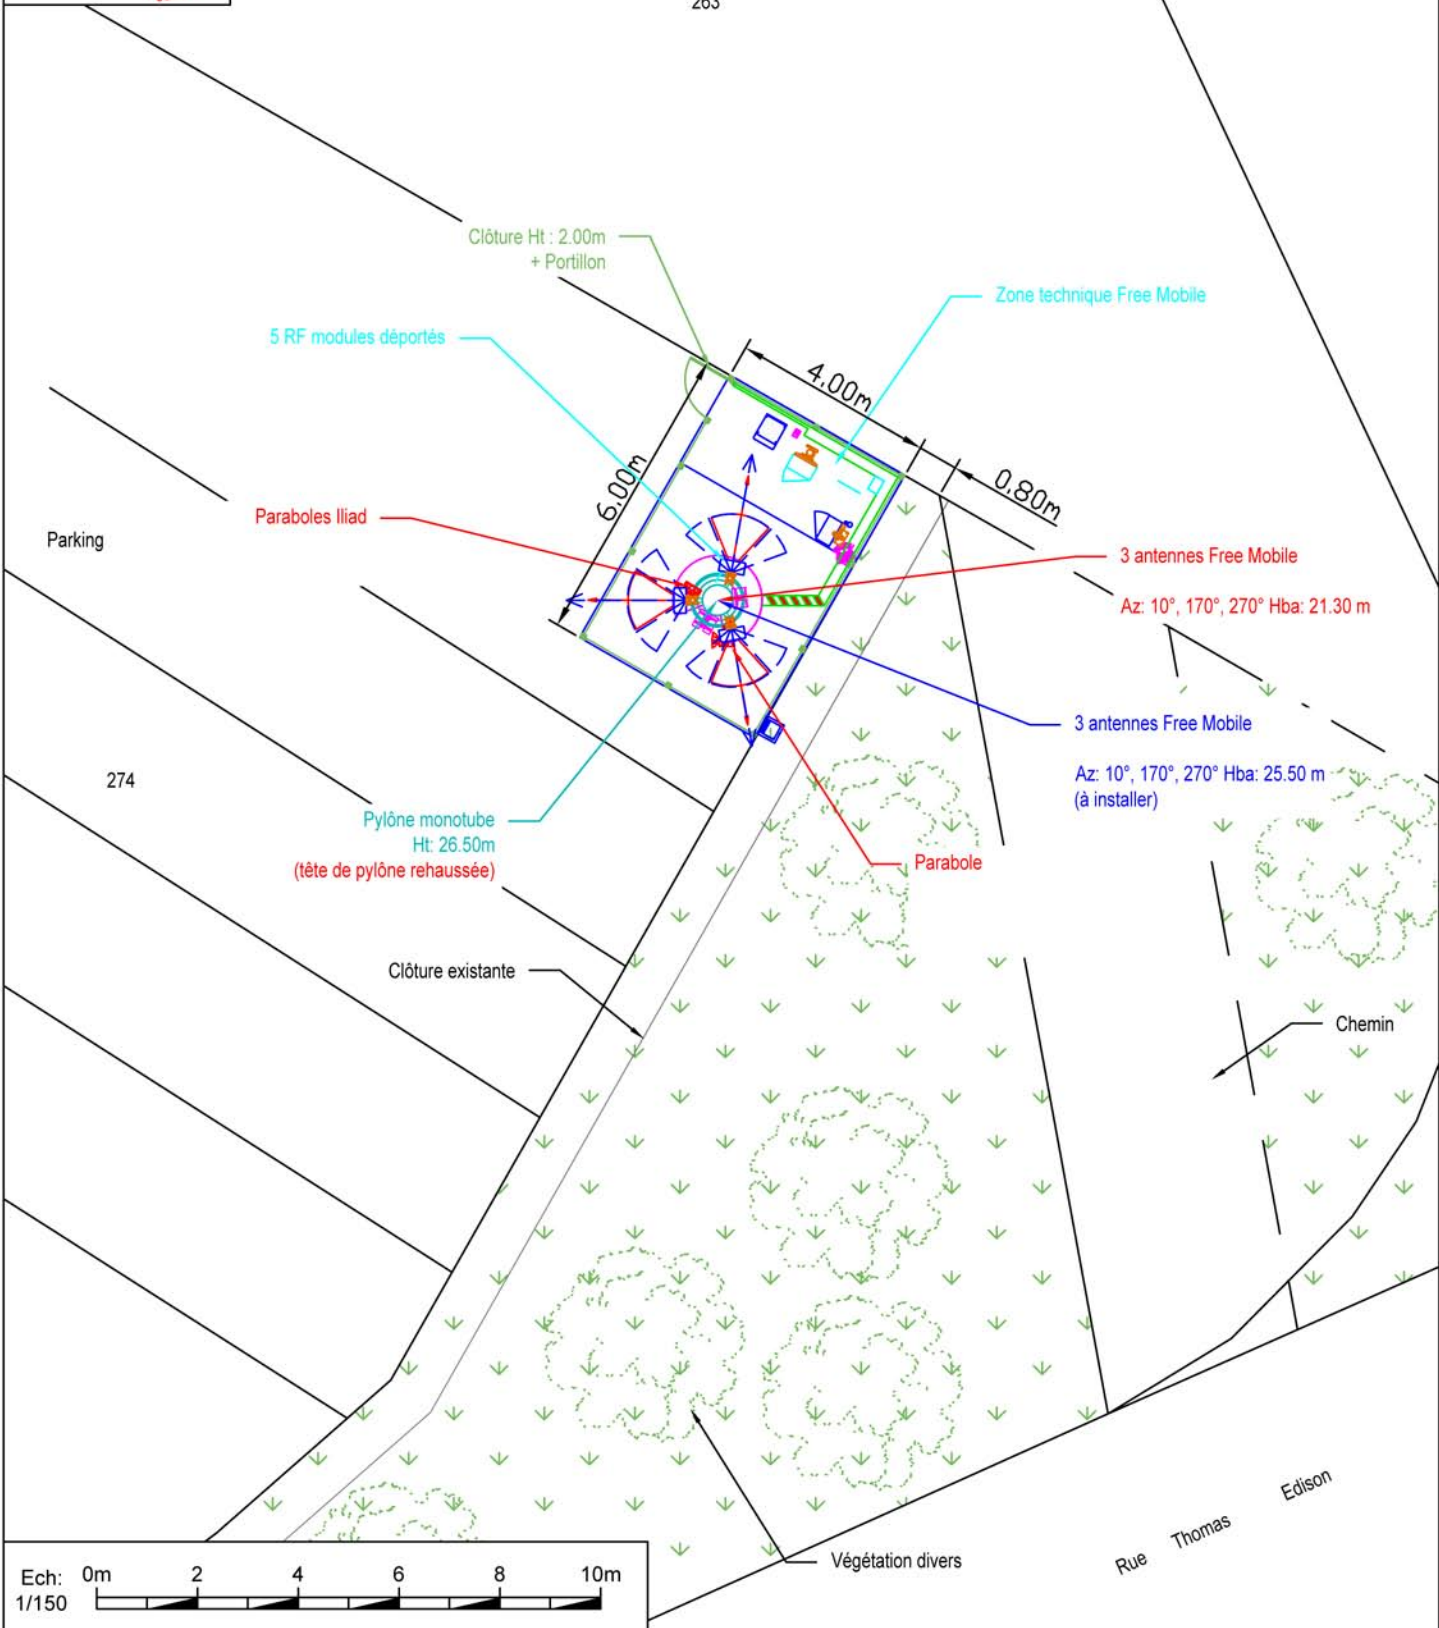 263
Clôture Ht : 2.00m
+ Portillon
Zone technique Free Mobile
5 RF modules déportés
4.00m
6.00m
0.80m
Paraboles Iliad
Parking
3 antennes Free Mobile
Az: 10°, 170°, 270° Hba: 21.30 m
3 antennes Free Mobile
Az: 10°, 170°, 270° Hba: 25.50 m
(à installer)
274
Pylône monotube
Ht: 26.50m
(tête de pylône rehaussée)
Parabole
Clôture existante
Chemin
Rue Thomas Edison
Végétation divers
Ech:
1/150
0m 2 4 6 8 10m